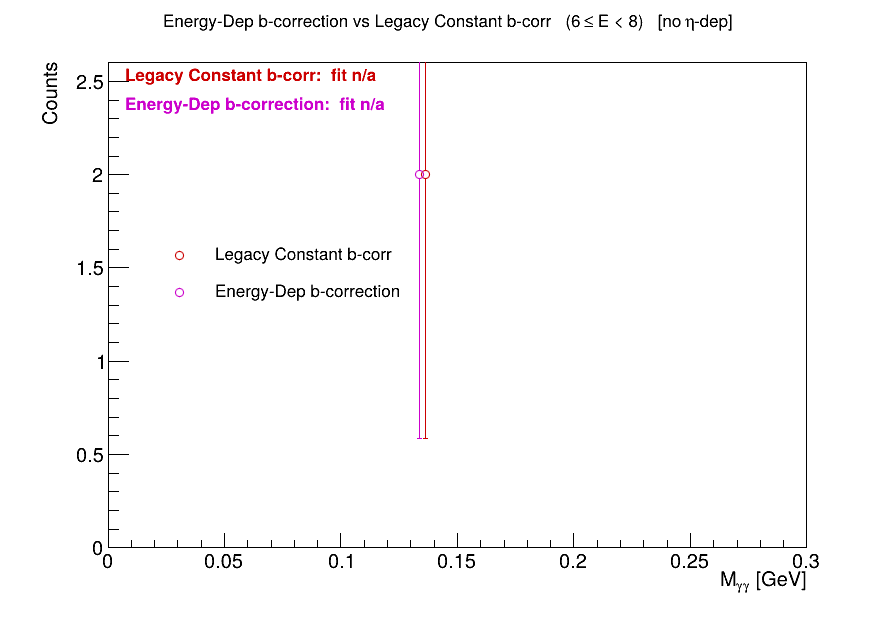 Energy-Dep b-correction vs Legacy Constant b-corr (6 ≤ E < 8) [no η-dep]
Counts
Legacy Constant b-corr: fit n/a
Energy-Dep b-correction: fit n/a
2.5
2
1.5
1
0.5
0
Legacy Constant b-corr
Energy-Dep b-correction
0 0.05 0.1 0.15 0.2 0.25 0.3
Mγγ [GeV]